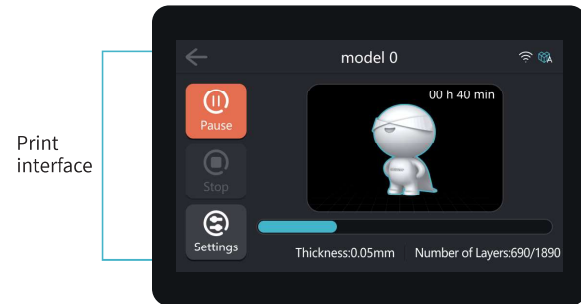 Print
interface
model 0
00 h 40 min
Pause
Stop
Settings
Thickness:0.05mm
Number of Layers:690/1890